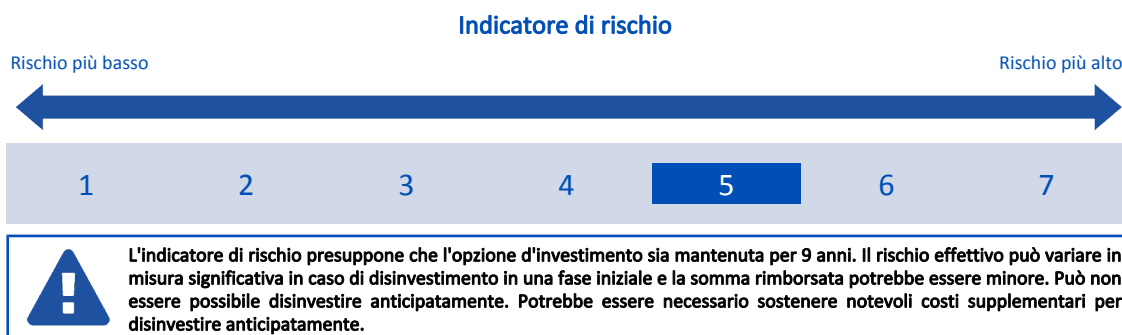 Indicatore di rischio
Rischio più basso
Rischio più alto
1 2 3 4 5 6 7
L'indicatore di rischio presuppone che l'opzione d'investimento sia mantenuta per 9 anni. Il rischio effettivo può variare in
misura significativa in caso di disinvestimento in una fase iniziale e la somma rimborsata potrebbe essere minore. Può non
essere possibile disinvestire anticipatamente. Potrebbe essere necessario sostenere notevoli costi supplementari per
disinvestire anticipatamente.